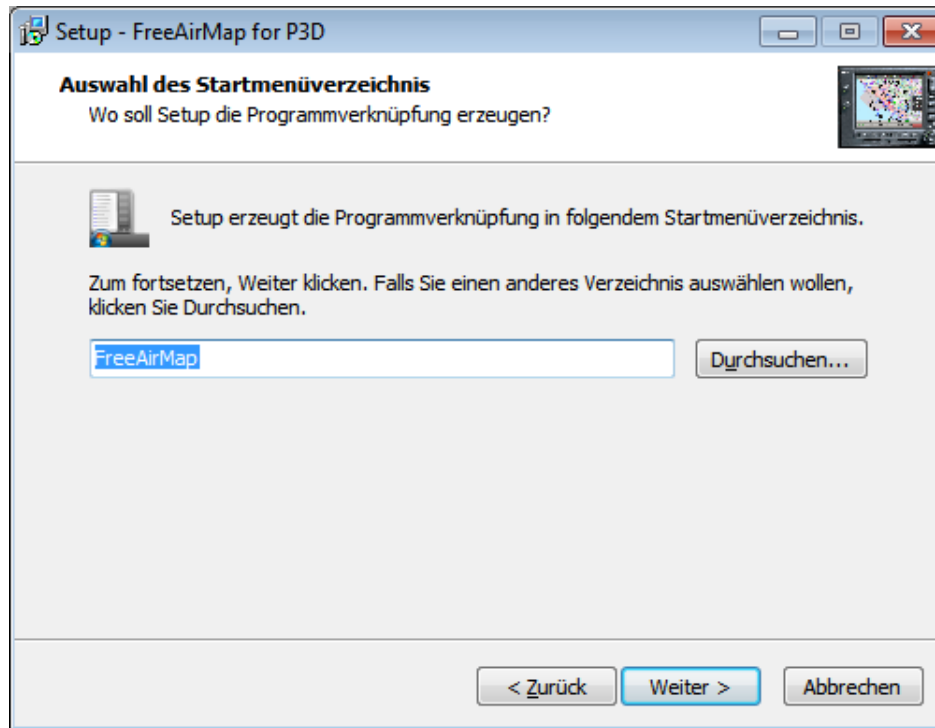 Setup - FreeAirMap for P3D
Auswahl des Startmenüverzeichnis
Wo soll Setup die Programmverknüpfung erzeugen?
Setup erzeugt die Programmverknüpfung in folgendem Startmenüverzeichnis.
Zum fortsetzen, Weiter klicken. Falls Sie einen anderes Verzeichnis auswählen wollen,
klicken Sie Durchsuchen.
FreeAirMap
Durchsuchen...
< Zurück
Weiter >
Abbrechen